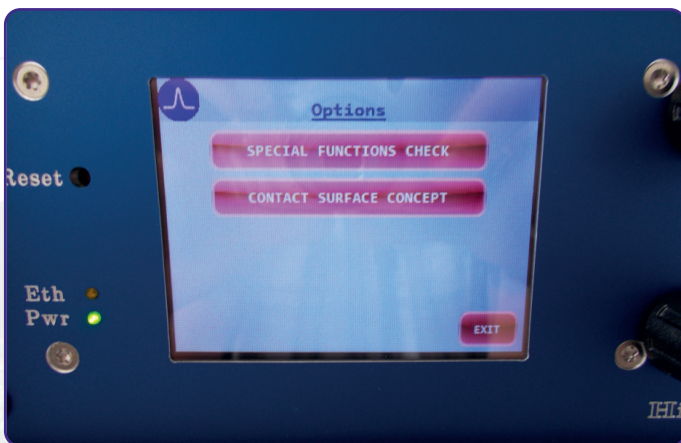 Options
SPECIAL FUNCTIONS CHECK
CONTACT SURFACE CONCEPT
Reset
Eth
Pwr
EXIT